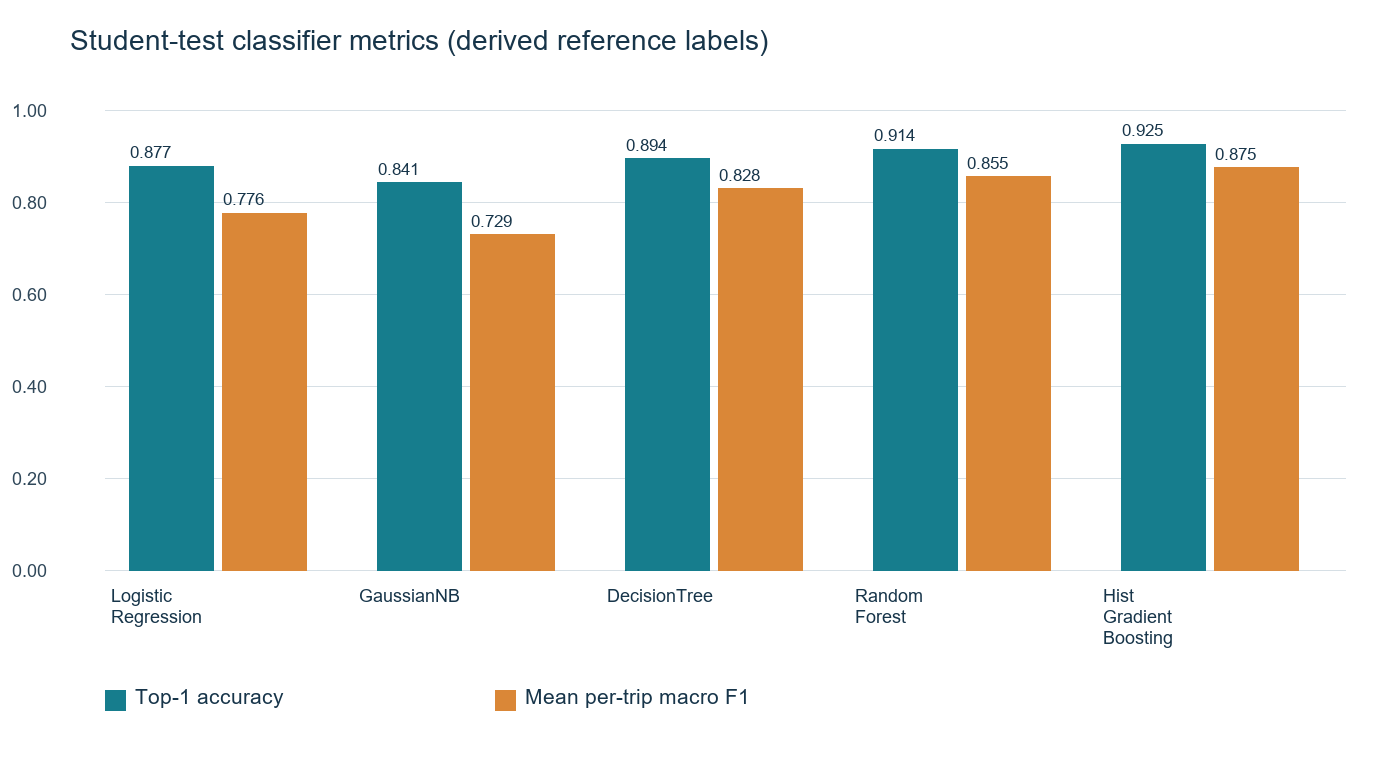 Student-test classifier metrics (derived reference labels)
1.00
0.80
0.60
0.40
0.20
0.00
0.877
0.776
0.841
0.729
0.894
0.828
0.914
0.855
0.925
0.875
Logistic
Regression
GaussianNB
DecisionTree
Random
Forest
Hist
Gradient
Boosting
Top-1 accuracy
Mean per-trip macro F1